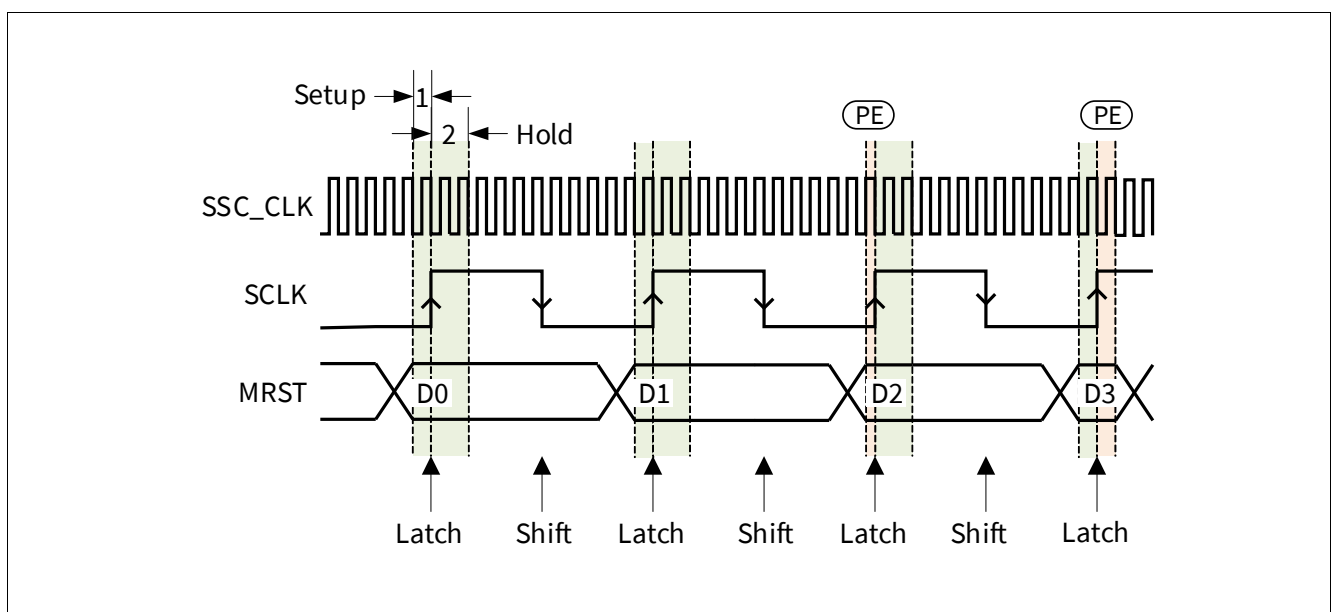 Setup 1
2 Hold
PE PE
SSC_CLK
SCLK
MRST D0 D1 D2 D3
Latch Shift Latch Shift Latch Shift Latch